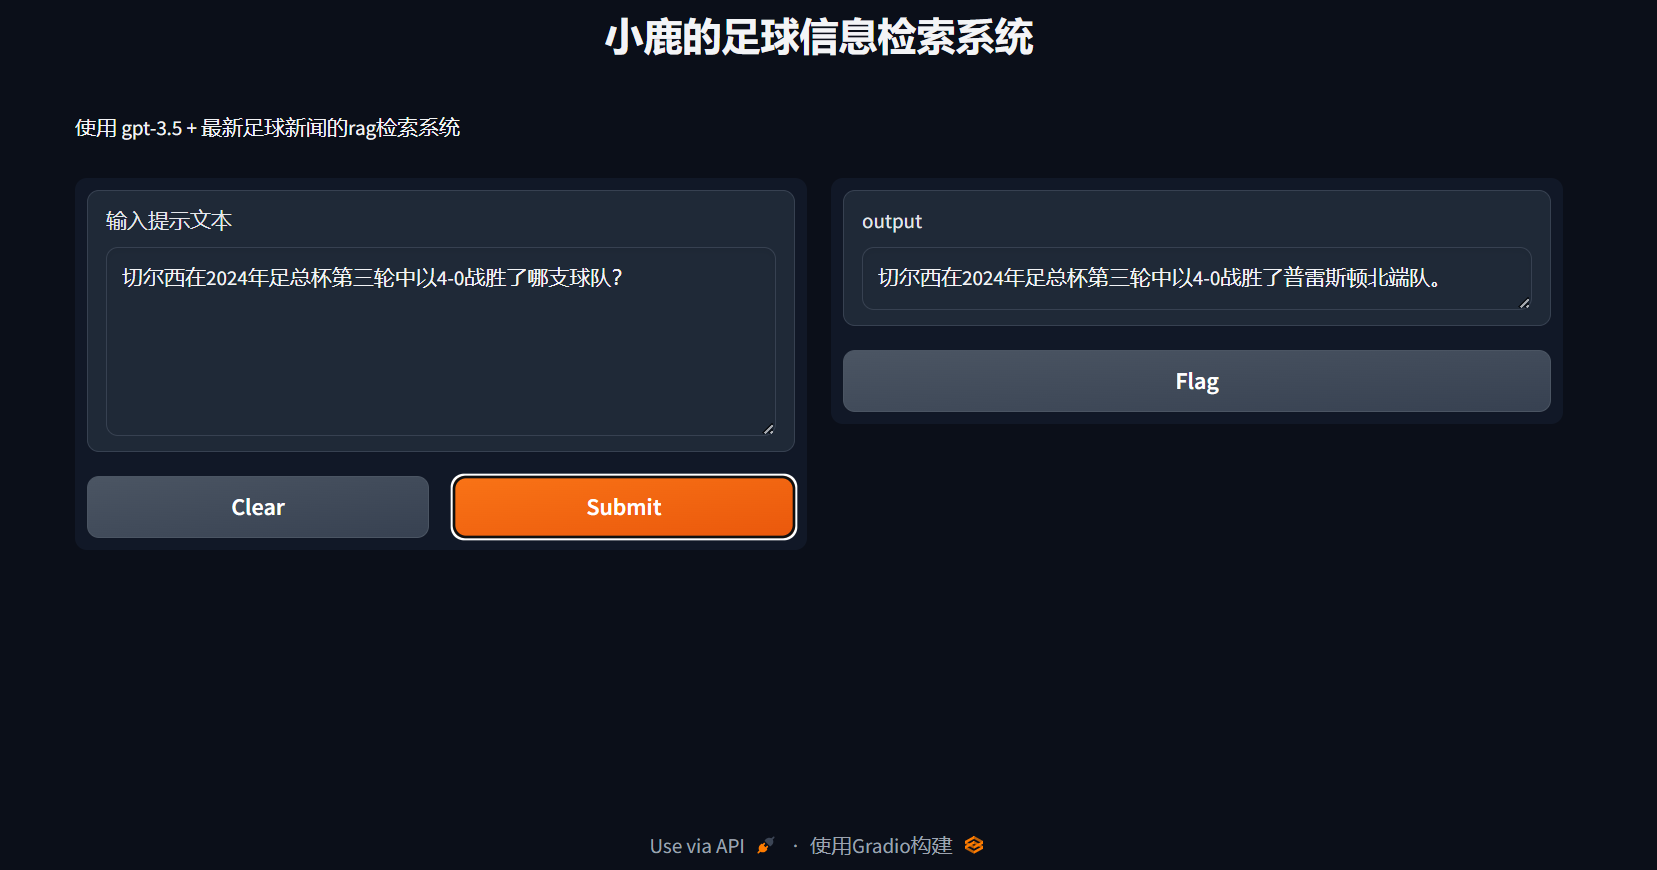 小鹿的足球信息检索系统
使用 gpt-3.5 + 最新足球新闻的rag检索系统
输入提示文本
切尔西在2024年足总杯第三轮中以4-0战胜了哪支球队?
Clear
Submit
output
切尔西在2024年足总杯第三轮中以4-0战胜了普雷斯顿北端队。
Flag
Use via API · 使用Gradio构建